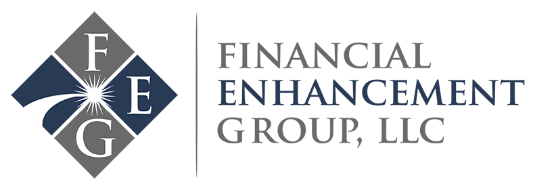 F
E
G
FINANCIAL
ENHANCEMENT
GROUP, LLC